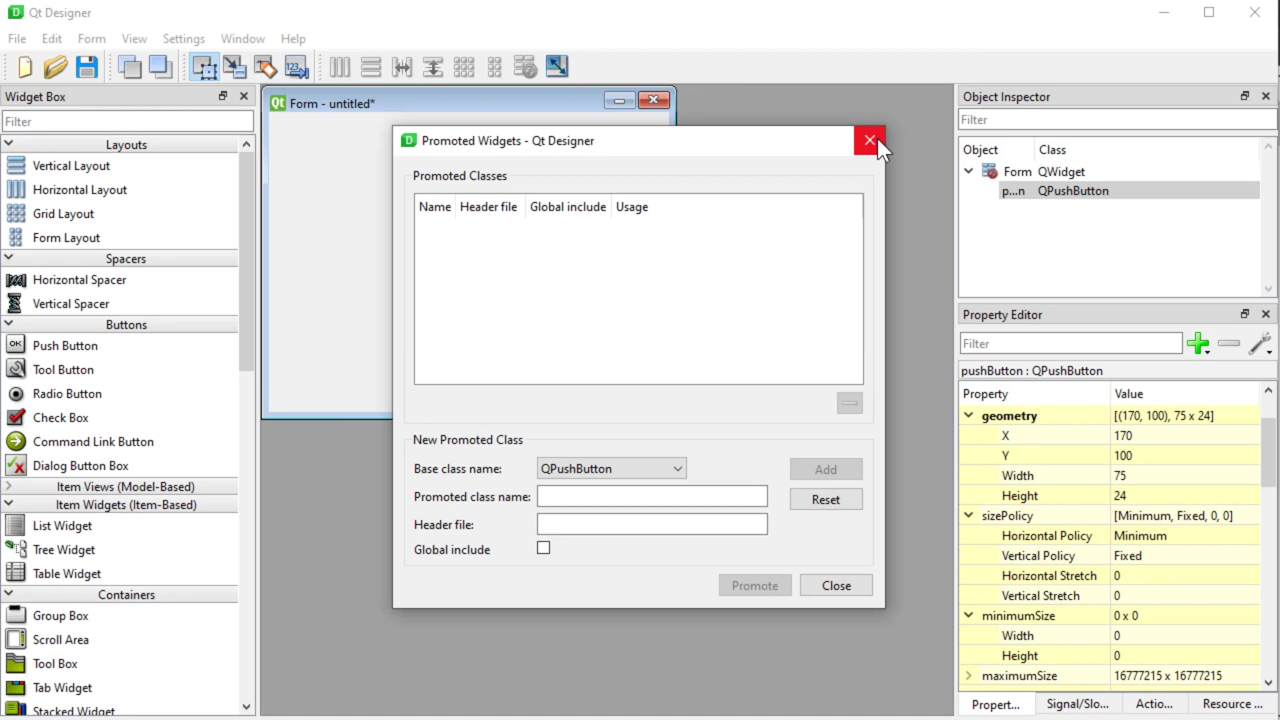 Qt Designer
File Edit Form View Settings Window Help
Widget Box
Filter
Layouts
Vertical Layout
Horizontal Layout
Grid Layout
Form Layout
Spacers
Horizontal Spacer
Vertical Spacer
Buttons
Push Button
Tool Button
Radio Button
Check Box
Command Link Button
Dialog Button Box
Item Views (Model-Based)
Item Widgets (Item-Based)
List Widget
Tree Widget
Table Widget
Containers
Group Box
Scroll Area
Tool Box
Tab Widget
Stacked Widget
Form - untitled*
Promoted Widgets - Qt Designer
Promoted Classes
Name Header file Global include Usage
New Promoted Class
Base class name: QPushButton Add
Promoted class name: Reset
Header file:
Global include
Promote Close
Object Inspector
Filter
Object Class
Form QWidget
p...n QPushButton
Property Editor
Filter
pushButton : QPushButton
Property Value
geometry [(170, 100), 75 x 24]
X 170
Y 100
Width 75
Height 24
sizePolicy [Minimum, Fixed, 0, 0]
Horizontal Policy Minimum
Vertical Policy Fixed
Horizontal Stretch 0
Vertical Stretch 0
minimumSize 0 x 0
Width 0
Height 0
maximumSize 16777215 x 16777215
Propert... Signal/Slo... Actio... Resource ...